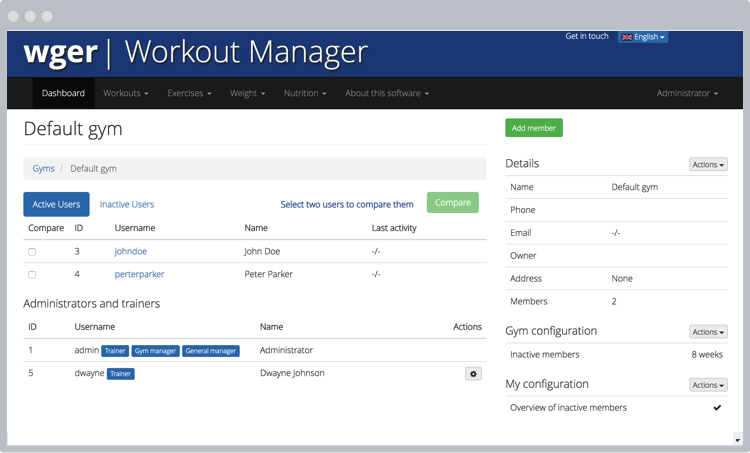 Get in touch English
wger | Workout Manager
Dashboard Workouts Exercises Weight Nutrition About this software Administrator
Default gym
Add member
Gyms / Default gym
Active Users Inactive Users Select two users to compare them Compare
Compare ID Username Name Last activity
3 johndoe John Doe -/-
4 perterparker Peter Parker -/-
Administrators and trainers
ID Username Name Actions
1 admin Trainer Gym manager General manager Administrator
5 dwayne Trainer Dwayne Johnson
Details Actions
Name Default gym
Phone
Email -/-
Owner
Address None
Members 2
Gym configuration Actions
Inactive members 8 weeks
My configuration Actions
Overview of inactive members